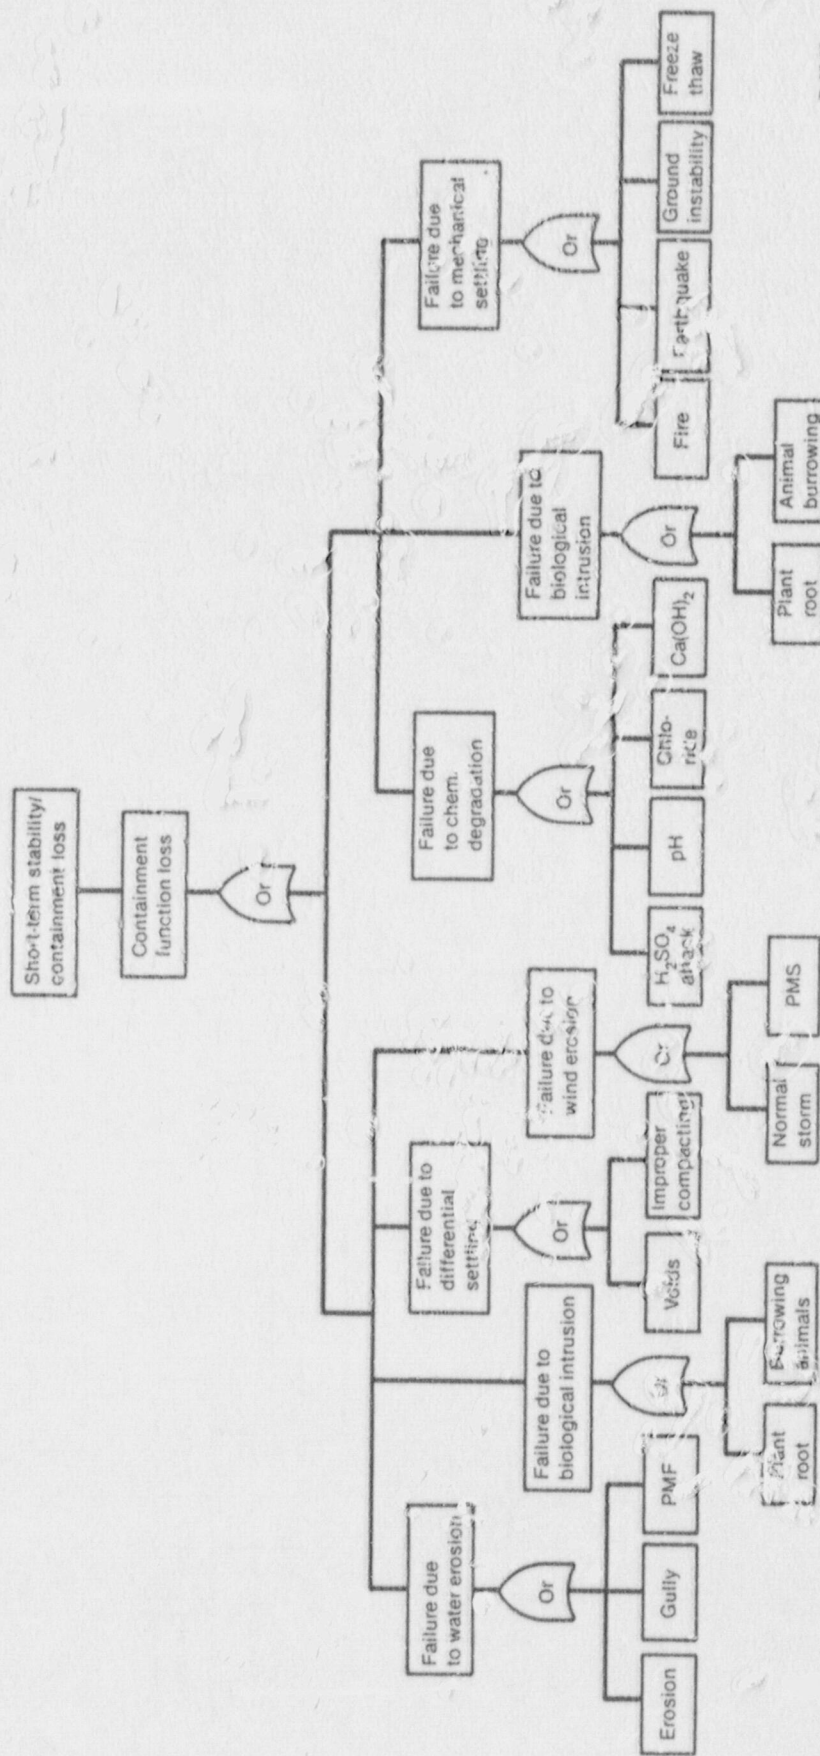 Short-term stability/
containment loss
Containment
function loss
Or
Failure due
to water erosion
Or
Erosion
Gully
PMF
Failure due to
biological intrusion
Or
Plant
root
Burrowing
animals
Failure due to
differential
settling
Or
Voids
Improper
compacting
Failure due to
wind erosion
Or
Normal
storm
PMS
Failure due
to chem.
degradation
Or
H₂SO₄
attack
pH
Chlo-
ride
Ca(OH)₂
Failure due to
biological
intrusion
Or
Plant
root
Animal
burrowing
Failure due
to mechanical
settling
Or
Fire
Earthquake
Ground
instability
Freeze
thaw